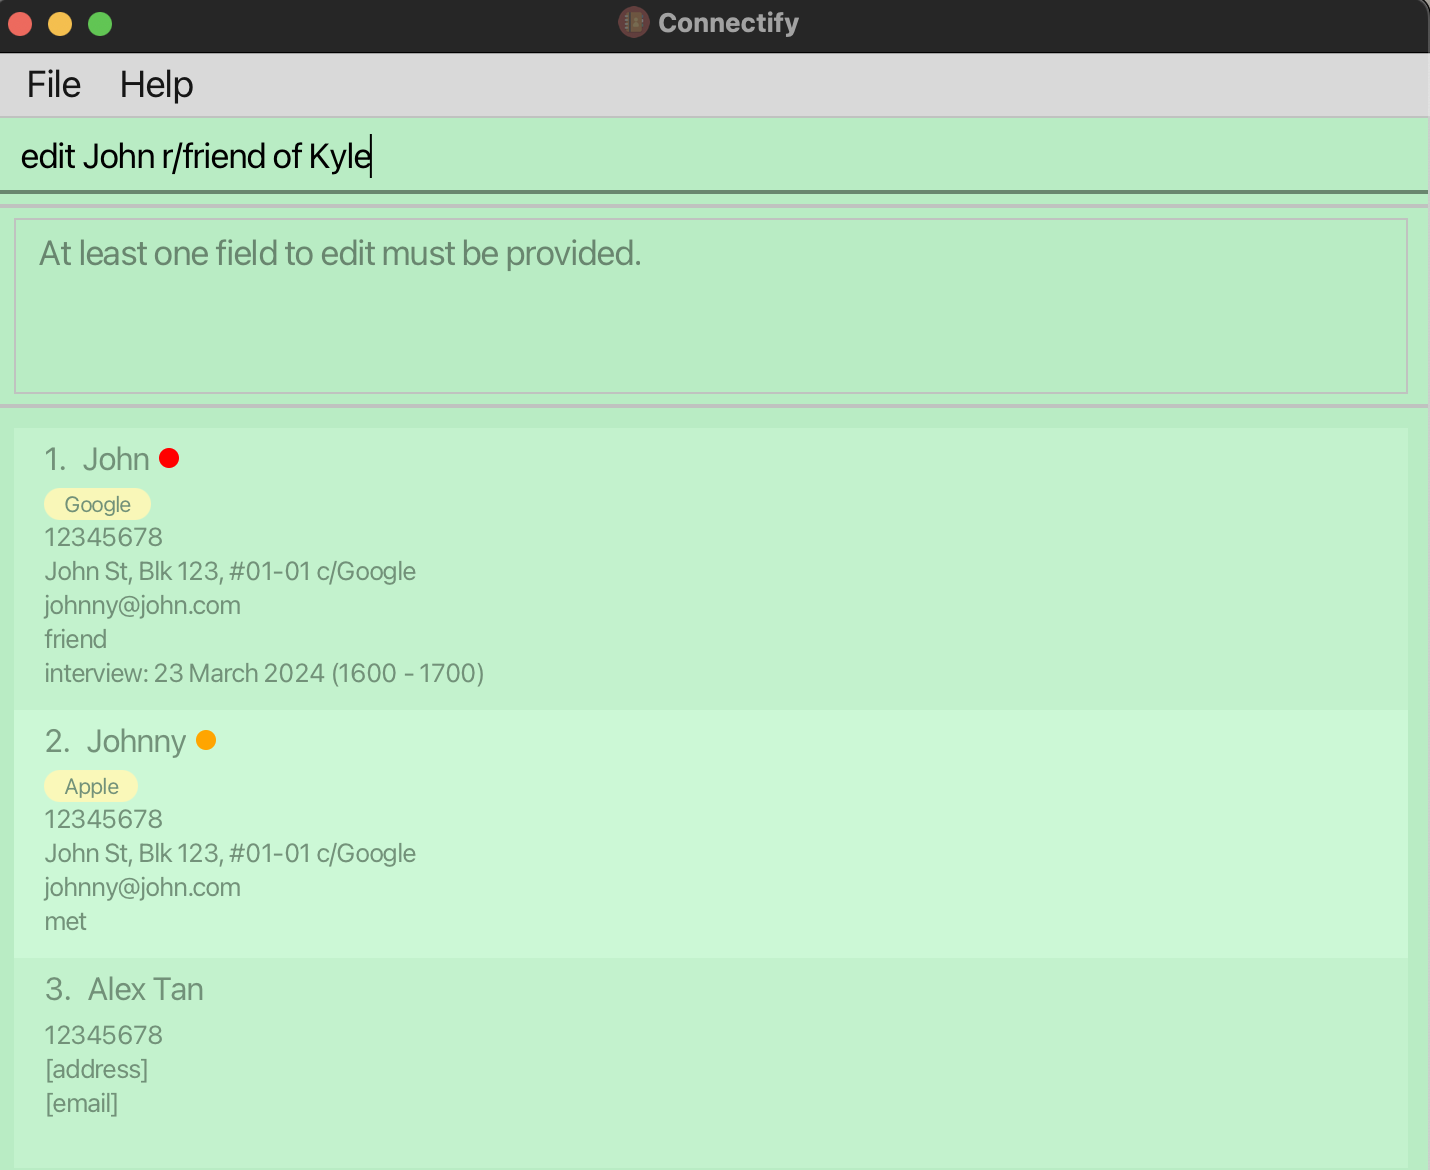 Connectify
File Help
edit John r/friend of Kyle
At least one field to edit must be provided.
1. John
Google
12345678
John St, Blk 123, #01-01 c/Google
johnny@john.com
friend
interview: 23 March 2024 (1600 - 1700)
2. Johnny
Apple
12345678
John St, Blk 123, #01-01 c/Google
johnny@john.com
met
3. Alex Tan
12345678
[address]
[email]